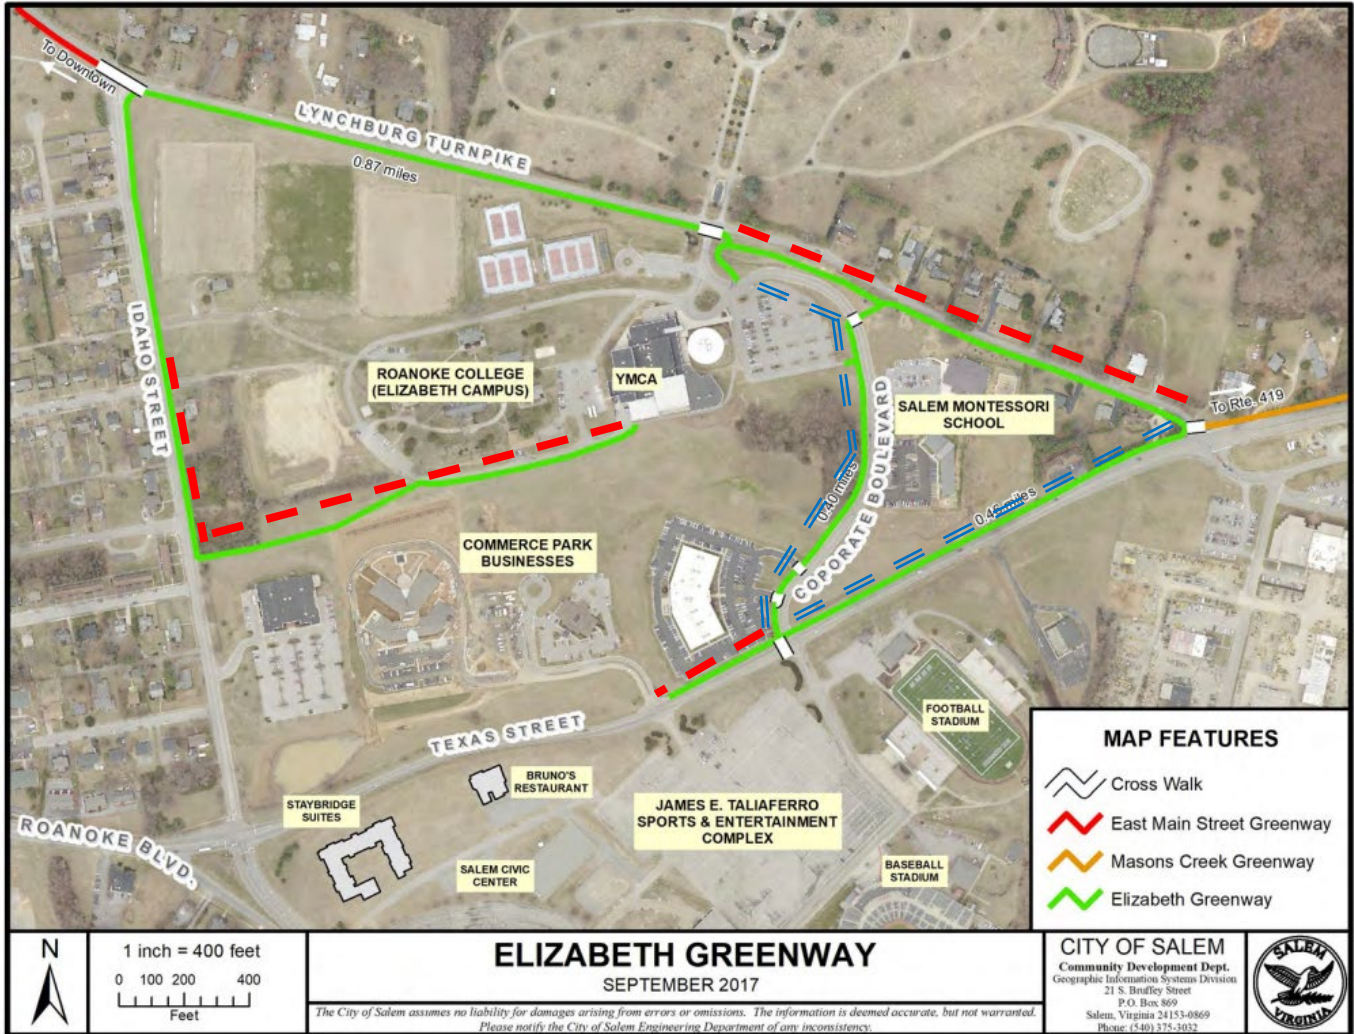 To Downtown
LYNCHBURG TURNPIKE
0.87 miles
IDAHO STREET
ROANOKE COLLEGE
(ELIZABETH CAMPUS)
YMCA
SALEM MONTESSORI
SCHOOL
To Rte. 419
0.40 miles
COPORATE BOULEVARD
COMMERCE PARK
BUSINESSES
TEXAS STREET
FOOTBALL
STADIUM
BRUNO'S
RESTAURANT
STAYBRIDGE
SUITES
JAMES E. TALIAFERRO
SPORTS & ENTERTAINMENT
COMPLEX
ROANOKE BLVD.
SALEM CIVIC
CENTER
BASEBALL
STADIUM
MAP FEATURES
Cross Walk
East Main Street Greenway
Masons Creek Greenway
Elizabeth Greenway
N
1 inch = 400 feet
0 100 200 400
Feet
ELIZABETH GREENWAY
SEPTEMBER 2017
The City of Salem assumes no liability for damages arising from errors or omissions. The information is deemed accurate, but not warranted.
Please notify the City of Salem Engineering Department of any inconsistency.
CITY OF SALEM
Community Development Dept.
Geographic Information Systems Division
21 S. Bruffey Street
P.O. Box 869
Salem, Virginia 24153-0869
Phone: (540) 375-3032
SALEM
VIRGINIA